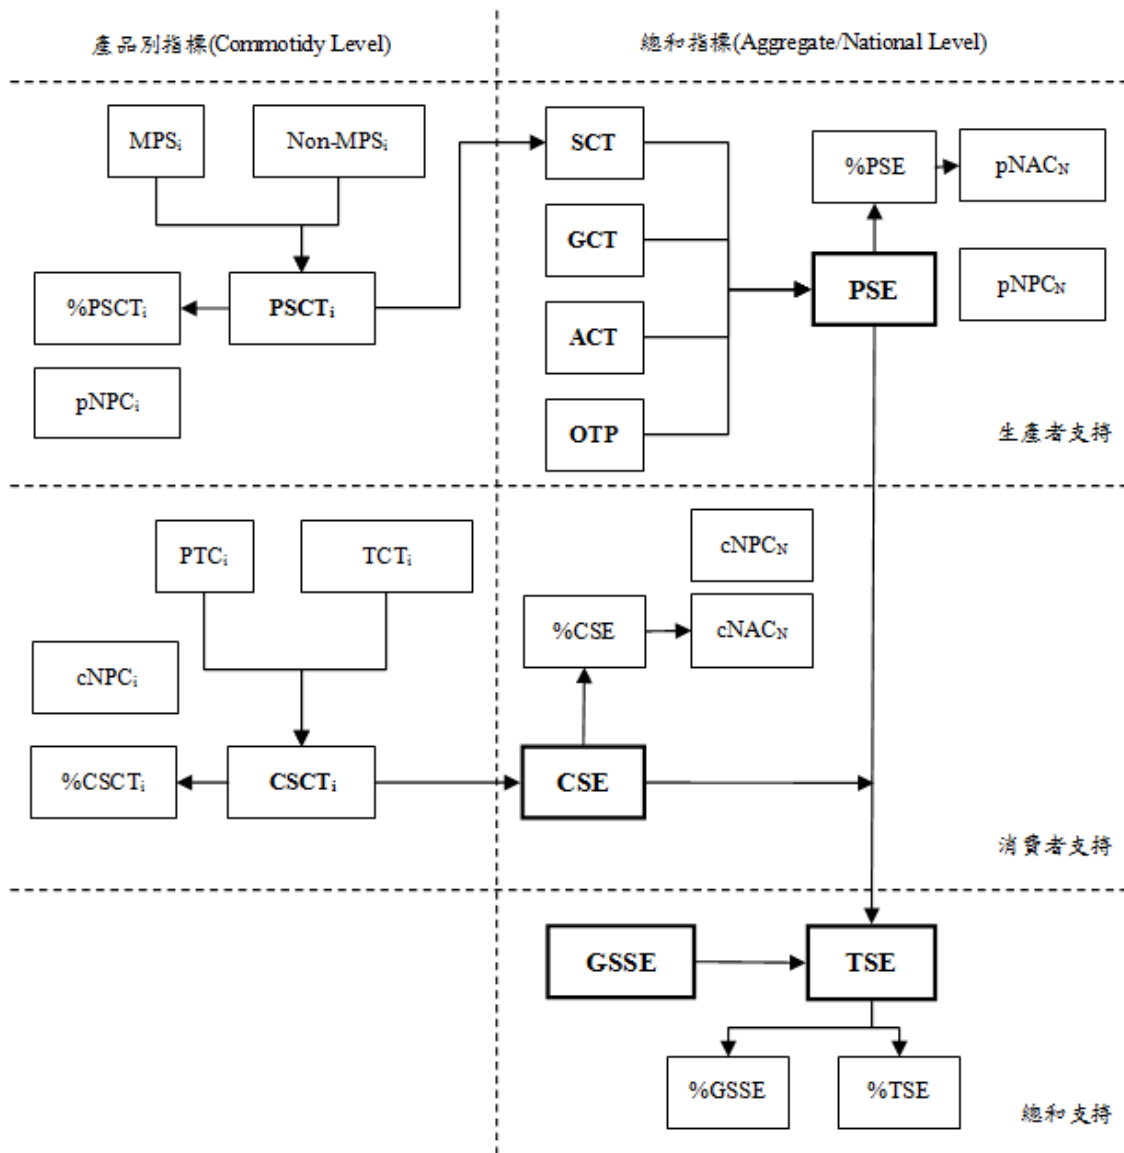 產品別指標(Commotidy Level)
總和指標(Aggregate/National Level)
MPSi
Non-MPSi
%PSCTi
PSCTi
pNPCi
SCT
GCT
ACT
OTP
%PSE
pNACN
PSE
pNPCN
生產者支持
PTCi
TCTi
cNPCi
%CSCTi
CSCTi
cNPCN
%CSE
cNACN
CSE
消費者支持
GSSE
TSE
%GSSE
%TSE
總和支持